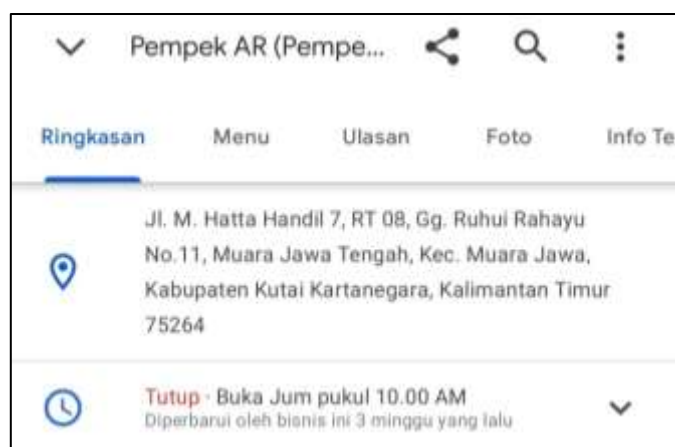 Pempek AR (Pempe...
Ringkasan Menu Ulasan Foto Info Te
Jl. M. Hatta Handil 7, RT 08, Gg. Ruhui Rahayu
No.11, Muara Jawa Tengah, Kec. Muara Jawa,
Kabupaten Kutai Kartanegara, Kalimantan Timur
75264
Tutup · Buka Jum pukul 10.00 AM
Diperbarui oleh bisnis ini 3 minggu yang lalu